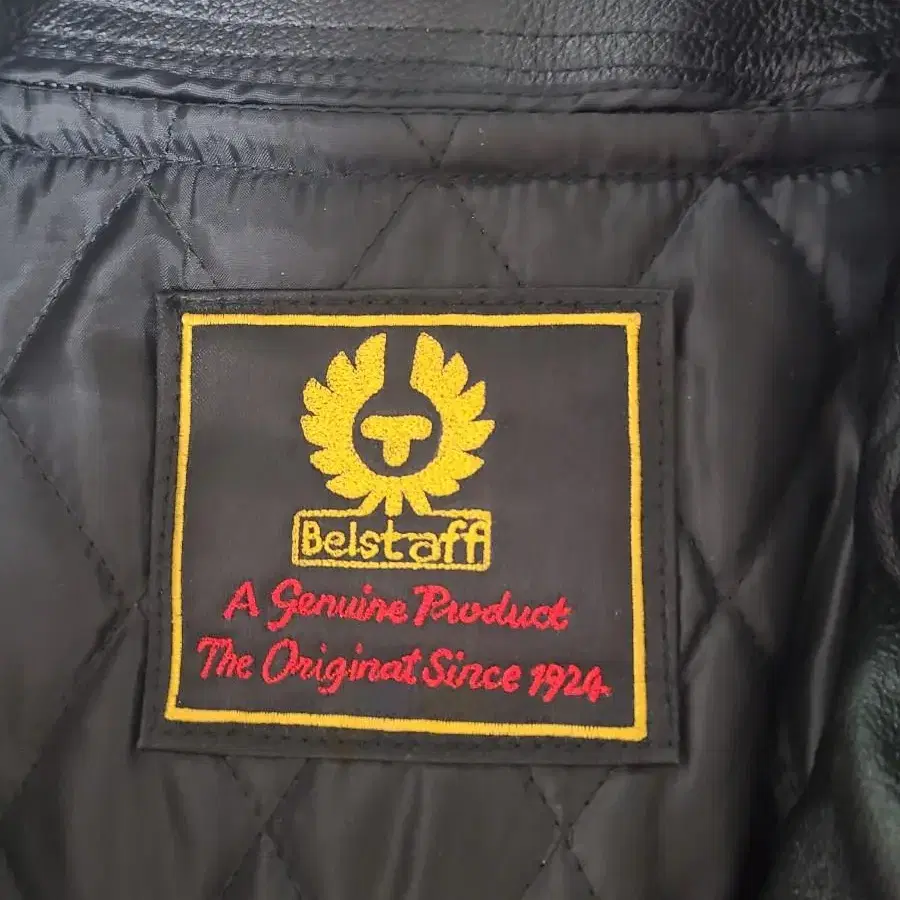 Belstaff
A Genuine Product
The Original Since 1924